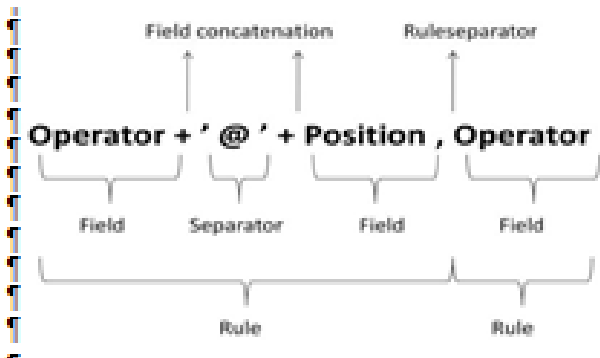 Field concatenation Ruleseparator
Operator + ' @ ' + Position , Operator
Field Separator Field Field
Rule Rule